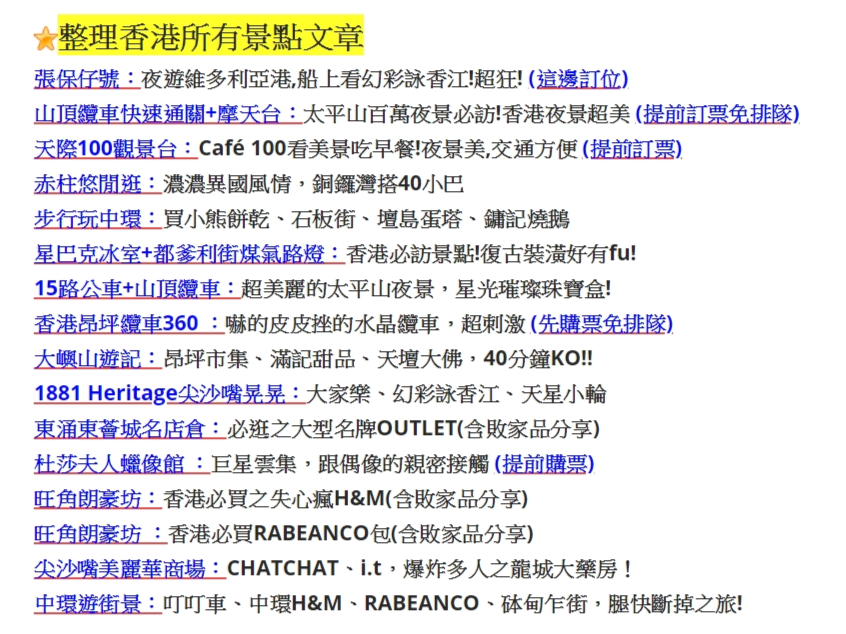 整理香港所有景點文章
張保仔號：夜遊維多利亞港,船上看幻彩詠香江!超狂! (這邊訂位)
山頂纜車快速通關+摩天台：太平山百萬夜景必訪!香港夜景超美 (提前訂票免排隊)
天際100觀景台：Café 100看美景吃早餐!夜景美,交通方便 (提前訂票)
赤柱悠閒逛：濃濃異國風情，銅鑼灣搭40小巴
步行玩中環：買小熊餅乾、石板街、壇島蛋塔、鏞記燒鵝
星巴克冰室+都爹利街煤氣路燈：香港必訪景點!復古裝潢好有fu!
15路公車+山頂纜車：超美麗的太平山夜景，星光璀璨珠寶盒!
香港昂坪纜車360 ：嚇的皮皮挫的水晶纜車，超刺激 (先購票免排隊)
大嶼山遊記：昂坪市集、滿記甜品、天壇大佛，40分鐘KO!!
1881 Heritage尖沙嘴晃晃：大家樂、幻彩詠香江、天星小輪
東涌東薈城名店倉：必逛之大型名牌OUTLET(含敗家品分享)
杜莎夫人蠟像館 ：巨星雲集，跟偶像的親密接觸 (提前購票)
旺角朗豪坊：香港必買之失心瘋H&M(含敗家品分享)
旺角朗豪坊 ：香港必買RABEANCO包(含敗家品分享)
尖沙嘴美麗華商場：CHATCHAT、i.t，爆炸多人之龍城大藥房！
中環遊街景：叮叮車、中環H&M、RABEANCO、砵甸乍街，腿快斷掉之旅!